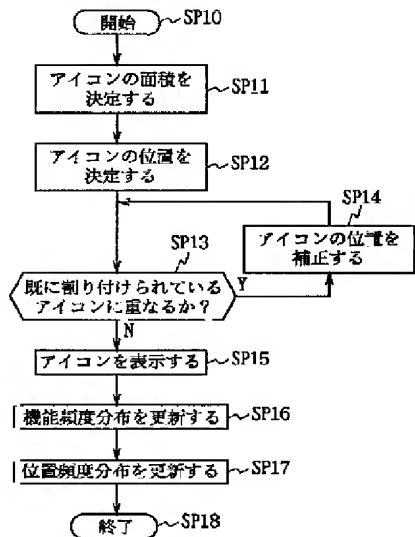 開始 SP10
アイコンの面積を
決定する
SP11
アイコンの位置を
決定する
SP12
SP14
アイコンの位置を
補正する
SP13
既に割り付けられている
アイコンに重なるか?
Y
N
アイコンを表示する SP15
機能頻度分布を更新する SP16
位置頻度分布を更新する SP17
終了 SP18